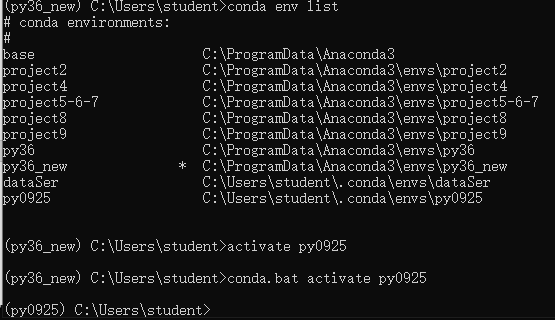 (py36_new) C:\Users\student>conda env list
# conda environments:
#
base                     C:\ProgramData\Anaconda3
project2                 C:\ProgramData\Anaconda3\envs\project2
project4                 C:\ProgramData\Anaconda3\envs\project4
project5-6-7             C:\ProgramData\Anaconda3\envs\project5-6-7
project8                 C:\ProgramData\Anaconda3\envs\project8
project9                 C:\ProgramData\Anaconda3\envs\project9
py36                     C:\ProgramData\Anaconda3\envs\py36
py36_new              *  C:\ProgramData\Anaconda3\envs\py36_new
dataSer                  C:\Users\student\.conda\envs\dataSer
py0925                   C:\Users\student\.conda\envs\py0925
(py36_new) C:\Users\student>activate py0925
(py36_new) C:\Users\student>conda.bat activate py0925
(py0925) C:\Users\student>